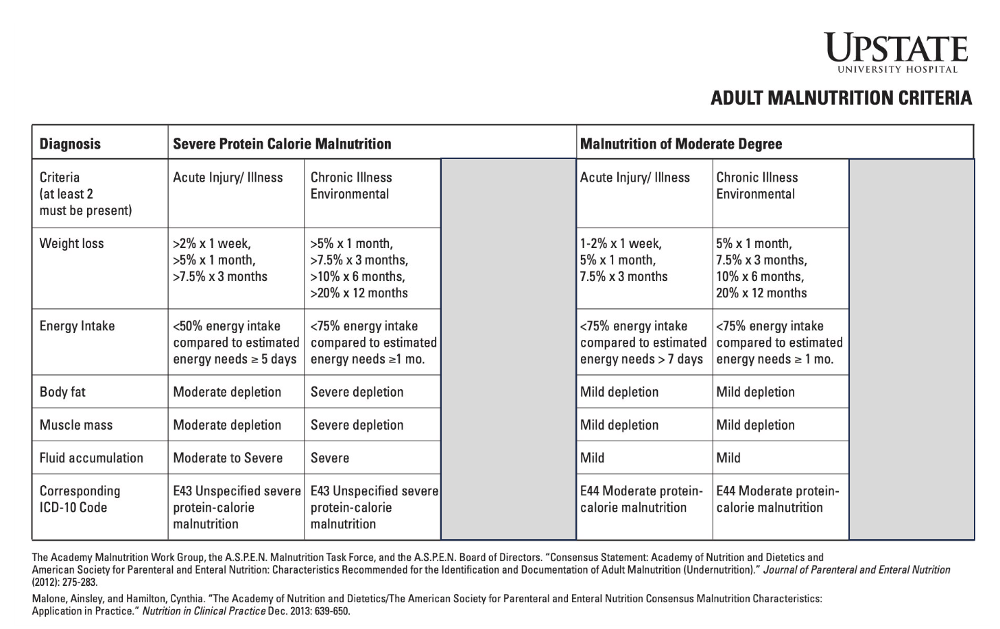 UPSTATE
UNIVERSITY HOSPITAL
ADULT MALNUTRITION CRITERIA
Diagnosis
Severe Protein Calorie Malnutrition
Malnutrition of Moderate Degree
Criteria
(at least 2
must be present)
Acute Injury/ Illness
Chronic Illness
Environmental
Acute Injury/ Illness
Chronic Illness
Environmental
Weight loss
>2% x 1 week,
>5% x 1 month,
>7.5% x 3 months
>5% x 1 month,
>7.5% x 3 months,
>10% x 6 months,
>20% x 12 months
1-2% x 1 week,
5% x 1 month,
7.5% x 3 months
5% x 1 month,
7.5% x 3 months,
10% x 6 months,
20% x 12 months
Energy Intake
<50% energy intake
compared to estimated
energy needs ≥ 5 days
<75% energy intake
compared to estimated
energy needs ≥1 mo.
<75% energy intake
compared to estimated
energy needs > 7 days
<75% energy intake
compared to estimated
energy needs ≥ 1 mo.
Body fat
Moderate depletion
Severe depletion
Mild depletion
Mild depletion
Muscle mass
Moderate depletion
Severe depletion
Mild depletion
Mild depletion
Fluid accumulation
Moderate to Severe
Severe
Mild
Mild
Corresponding
ICD-10 Code
E43 Unspecified severe
protein-calorie
malnutrition
E43 Unspecified severe
protein-calorie
malnutrition
E44 Moderate protein-
calorie malnutrition
E44 Moderate protein-
calorie malnutrition
The Academy Malnutrition Work Group, the A.S.P.E.N. Malnutrition Task Force, and the A.S.P.E.N. Board of Directors. “Consensus Statement: Academy of Nutrition and Dietetics and
American Society for Parenteral and Enteral Nutrition: Characteristics Recommended for the Identification and Documentation of Adult Malnutrition (Undernutrition).” Journal of Parenteral and Enteral Nutrition
(2012): 275-283.
Malone, Ainsley, and Hamilton, Cynthia. “The Academy of Nutrition and Dietetics/The American Society for Parenteral and Enteral Nutrition Consensus Malnutrition Characteristics:
Application in Practice.” Nutrition in Clinical Practice Dec. 2013: 639-650.